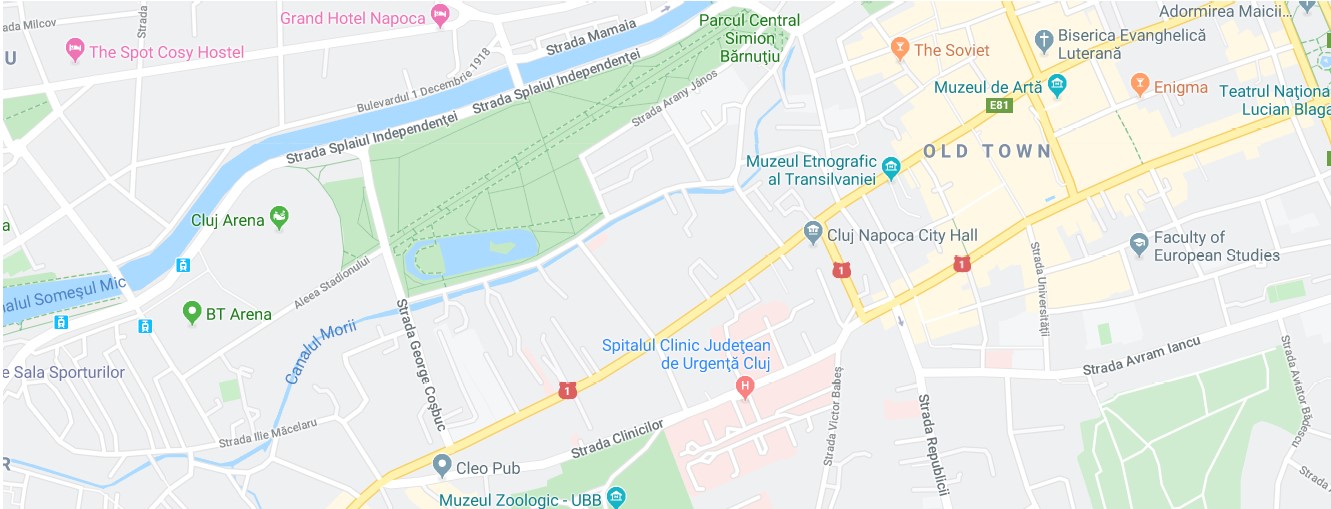 ada Milcov
Strada
Grand Hotel Napoca
The Spot Cosy Hostel
U
Bulevardul 1 Decembrie 1918
Strada Mamaia
Strada Splaiul Independenței
Strada Splaiul Independenței
Parcul Central
Simion
Bărnuțiu
Strada Arany János
The Soviet
Adormirea Maicii...
Biserica Evanghelică
Luterană
Muzeul de Artă
E81
Enigma
Teatrul Naționa
Lucian Blaga
OLD TOWN
Muzeul Etnografic
al Transilvaniei
Cluj Arena
a
Cluj Napoca City Hall
1
1
Faculty of
European Studies
Strada Universității
Aleea Stadionului
nalul Someșul Mic
BT Arena
Canalul Morii
Strada George Coșbuc
Spitalul Clinic Județean
de Urgență Cluj
H
1
e Sala Sporturilor
Strada Avram Iancu
Strada Aviator Bădescu
Strada Victor Babeș
Strada Republicii
Strada Ilie Măcelaru
Strada Clinicilor
R
Cleo Pub
Muzeul Zoologic - UBB